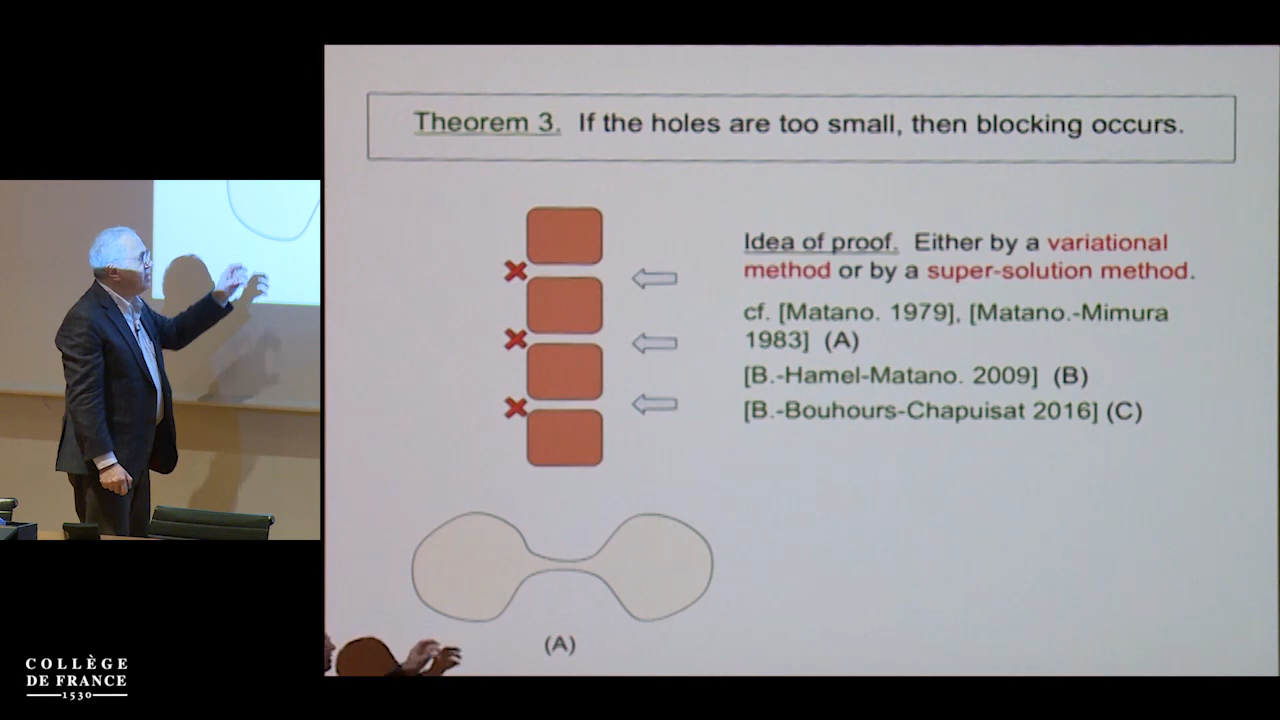 Theorem 3. If the holes are too small, then blocking occurs.
Idea of proof. Either by a variational
method or by a super-solution method.
cf. [Matano. 1979], [Matano.-Mimura
1983] (A)
[B.-Hamel-Matano. 2009] (B)
[B.-Bouhours-Chapuisat 2016] (C)
(A)
COLLÈGE
DE FRANCE
1530